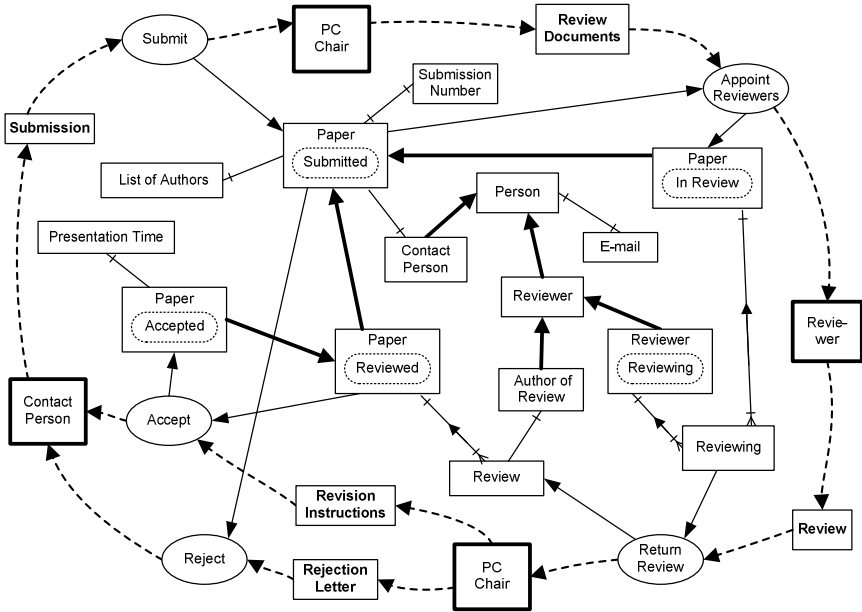 Submit
PC
Chair
Review
Documents
Appoint
Reviewers
Submission
Number
Submission
Paper
Submitted
List of Authors
Paper
In Review
Person
Presentation Time
Contact
Person
E-mail
Paper
Accepted
Reviewer
Paper
Reviewed
Reviewer
Reviewing
Revie–
wer
Contact
Person
Accept
Author of
Review
Reviewing
Review
Revision
Instructions
Review
Reject
Rejection
Letter
PC
Chair
Return
Review